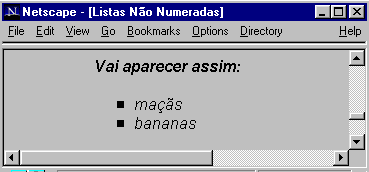 Netscape - [Listas Não Numeradas]
File Edit View Go Bookmarks Options Directory Help
Vai aparecer assim:
maçãs
bananas